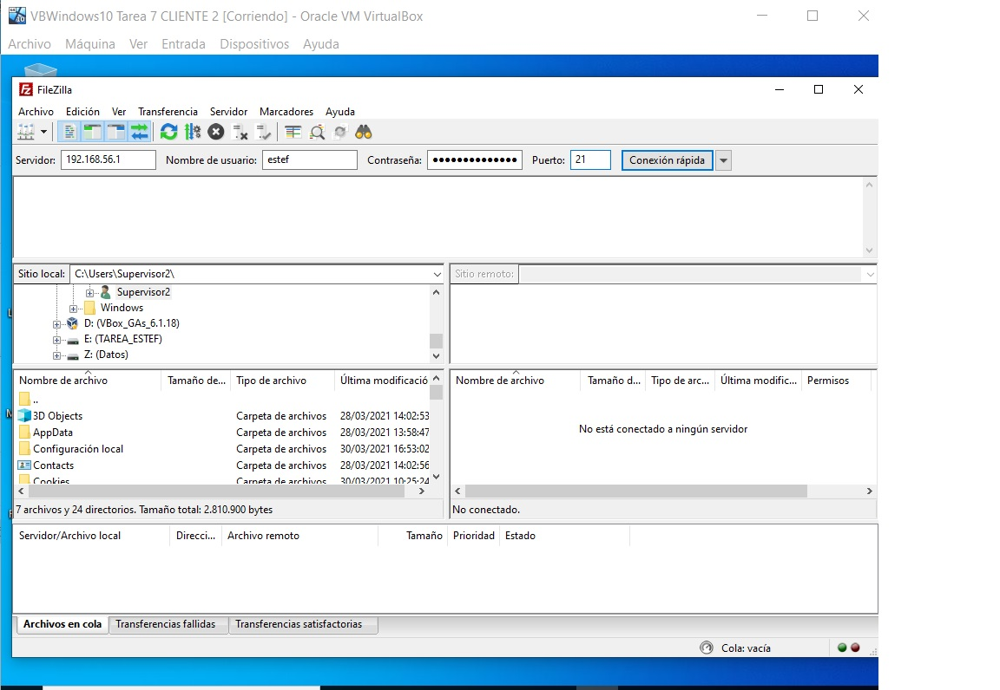 VBWindows10 Tarea 7 CLIENTE 2 [Corriendo] - Oracle VM VirtualBox
Archivo Máquina Ver Entrada Dispositivos Ayuda
FileZilla
Archivo Edición Ver Transferencia Servidor Marcadores Ayuda
Servidor: 192.168.56.1 Nombre de usuario: estef Contraseña: ●●●●●●●●●●●●●● Puerto: 21 Conexión rápida
Sitio local: C:\Users\Supervisor2\
Supervisor2
Windows
D: (VBox_GAs_6.1.18)
E: (TAREA_ESTEF)
Z: (Datos)
Sitio remoto:
Nombre de archivo Tamaño de... Tipo de archivo Última modificació
..
3D Objects Carpeta de archivos 28/03/2021 14:02:53
AppData Carpeta de archivos 28/03/2021 13:58:47
Configuración local Carpeta de archivos 30/03/2021 16:53:02
Contacts Carpeta de archivos 28/03/2021 14:02:56
Cookies Carpeta de archivos 30/03/2021 10:25:24
7 archivos y 24 directorios. Tamaño total: 2.810.900 bytes
Nombre de archivo Tamaño d... Tipo de arc... Última modific... Permisos
No está conectado a ningún servidor
No conectado.
Servidor/Archivo local Direcci... Archivo remoto Tamaño Prioridad Estado
Archivos en cola Transferencias fallidas Transferencias satisfactorias
Cola: vacía